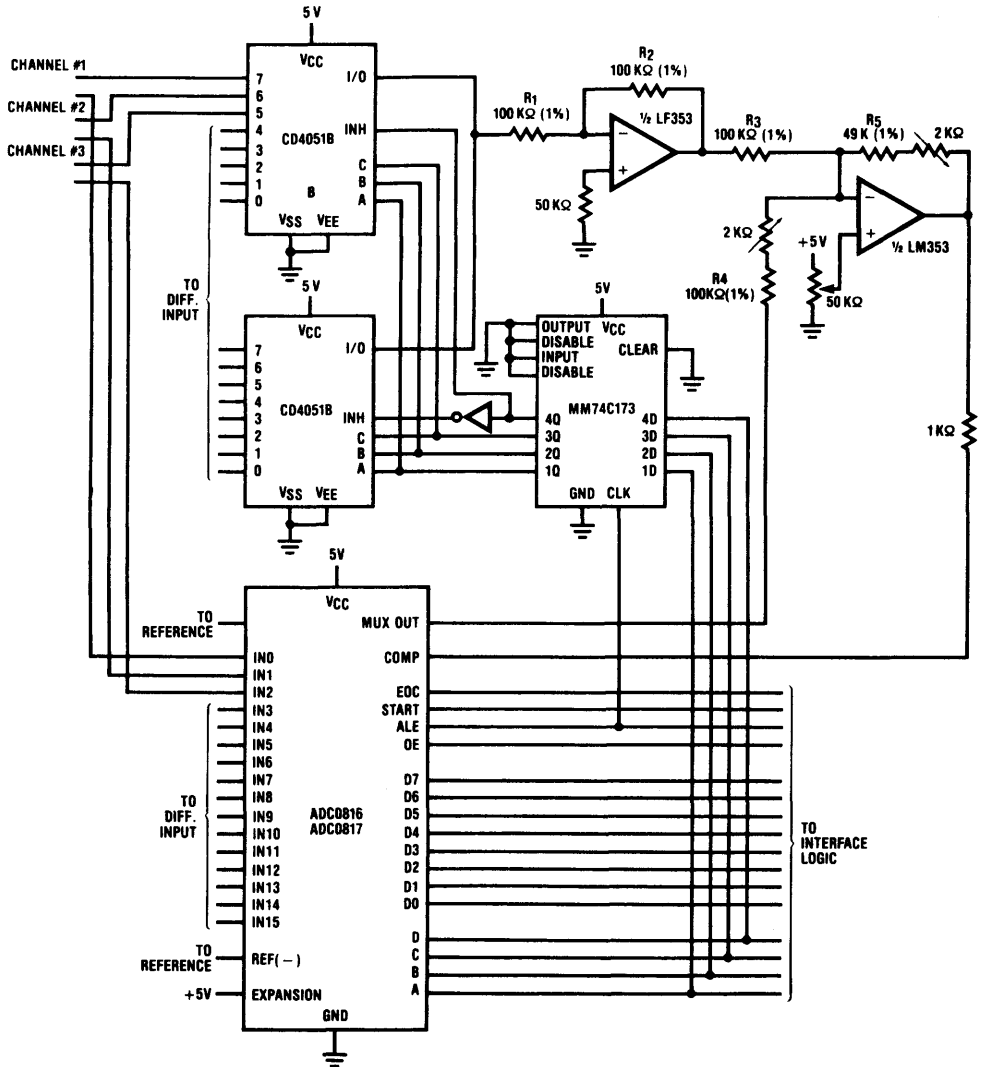 5 V
CHANNEL #1
CHANNEL #2
CHANNEL #3
VCC
7
6
5
4
3
2
1
0
I/O
INH
C
B
A
CD4051B
B
VSS VEE
R1
100 KΩ (1%)
R2
100 KΩ (1%)
½ LF353
−
+
50 KΩ
R3
100 KΩ (1%)
R5
49 K (1%)
2 KΩ
−
+
½ LM353
2 KΩ
R4
100KΩ(1%)
+5V
50 KΩ
1 KΩ
TO
DIFF.
INPUT
5 V
VCC
7
6
5
4
3
2
1
0
I/O
INH
C
B
A
CD4051B
VSS VEE
5V
OUTPUT
DISABLE
INPUT
DISABLE
VCC
CLEAR
MM74C173
4Q
3Q
2Q
1Q
4D
3D
2D
1D
GND CLK
5V
VCC
TO
REFERENCE
MUX OUT
COMP
IN0
IN1
IN2
IN3
IN4
IN5
IN6
IN7
IN8
IN9
IN10
IN11
IN12
IN13
IN14
IN15
TO
DIFF.
INPUT
ADC0816
ADC0817
EOC
START
ALE
OE
D7
D6
D5
D4
D3
D2
D1
D0
D
C
B
A
TO
INTERFACE
LOGIC
TO
REFERENCE
REF(−)
+5V
EXPANSION
GND